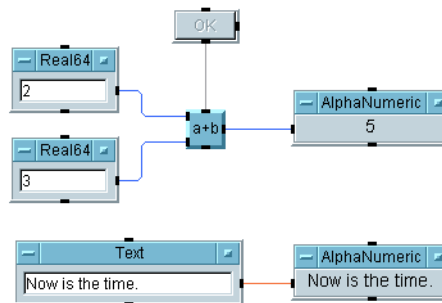 OK
Real64
2
a+b
AlphaNumeric
5
Real64
3
Text
Now is the time.
AlphaNumeric
Now is the time.